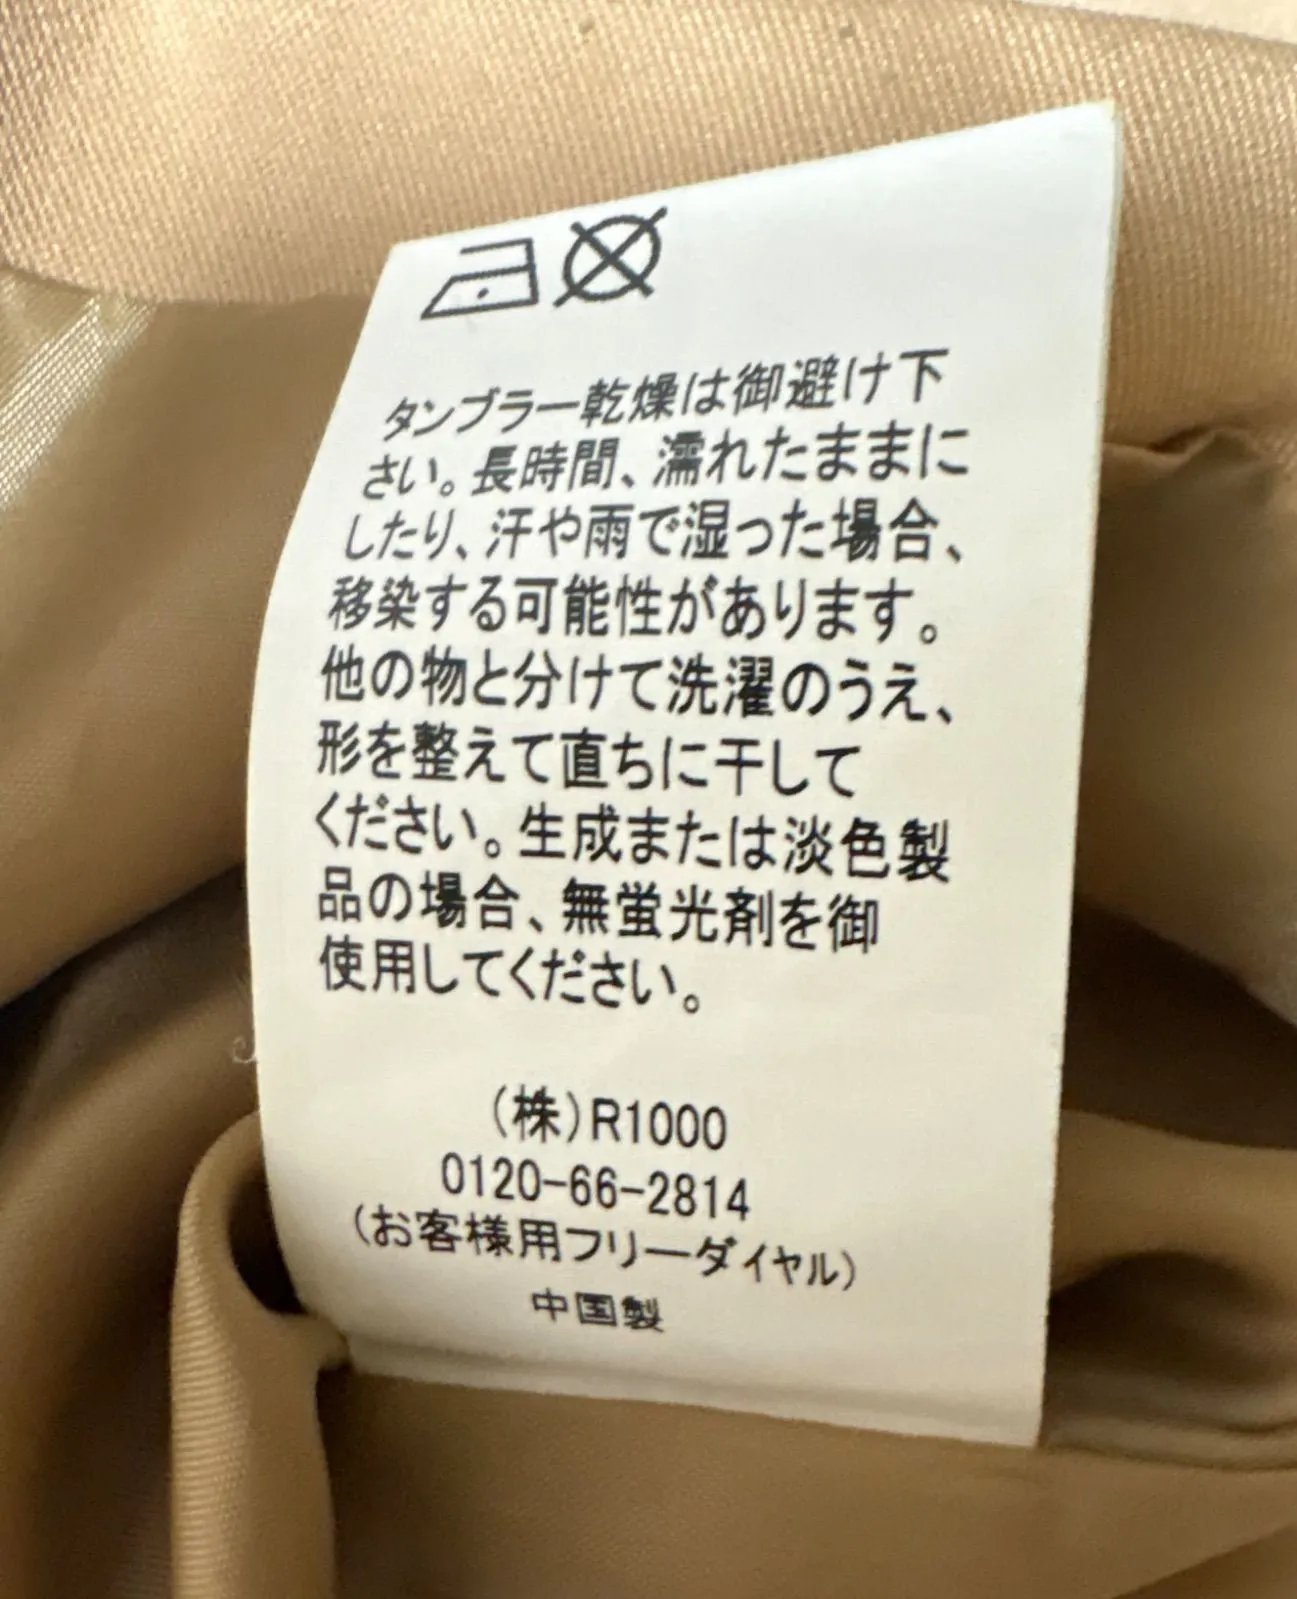 タンブラー乾燥は御避け下
さい。長時間、濡れたままに
したり、汗や雨で湿った場合、
移染する可能性があります。
他の物と分けて洗濯のうえ、
形を整えて直ちに干して
ください。生成または淡色製
品の場合、無蛍光剤を御
使用してください。
(株)R1000
0120-66-2814
(お客様用フリーダイヤル)
中国製